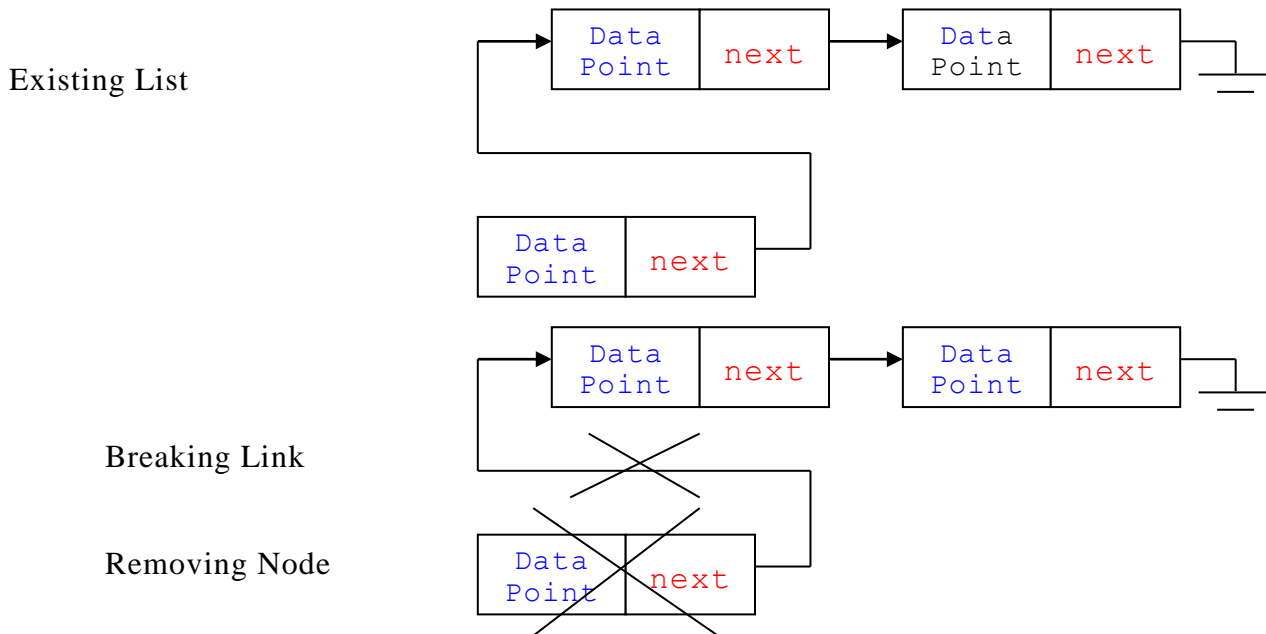 Existing List
Data
Point
next
Data
Point
next
Data
Point
next
Data
Point
next
Data
Point
next
Breaking Link
Removing Node
Data
Point
next